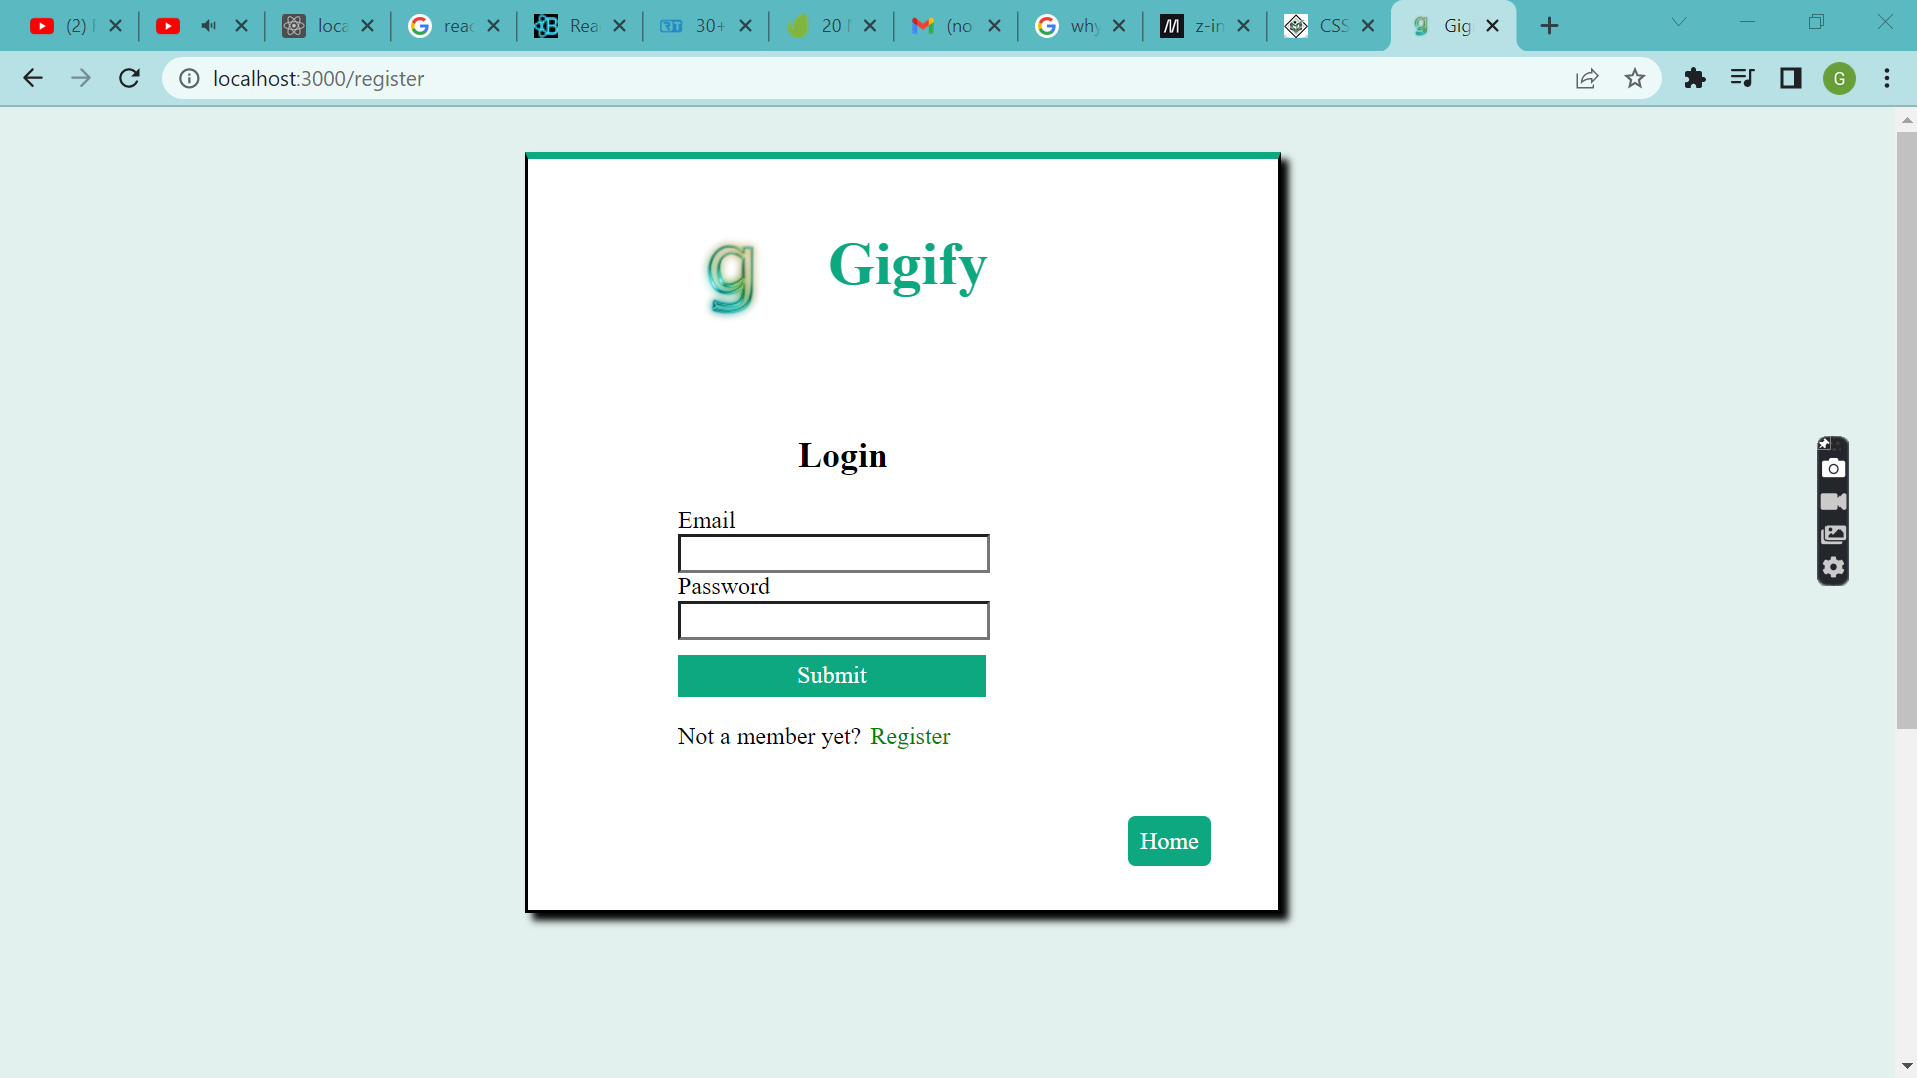 (2)
loca
reac
Rea
30+
20
(no
why
z-in
CSS
Gig
localhost:3000/register
G
g Gigify
Login
Email
Password
Submit
Not a member yet? Register
Home